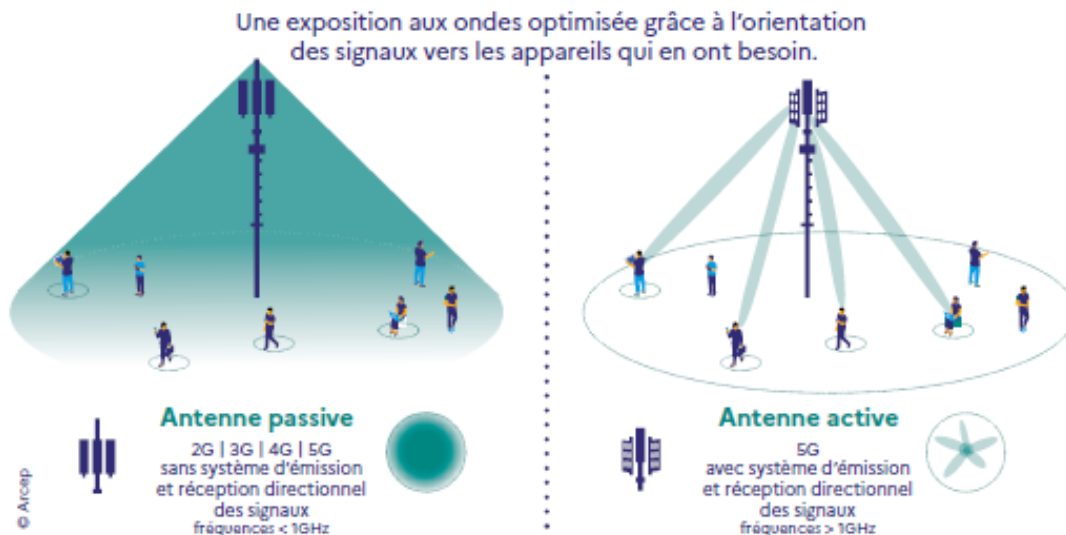 Une exposition aux ondes optimisée grâce à l'orientation
des signaux vers les appareils qui en ont besoin.
Antenne passive
2G | 3G | 4G | 5G
sans système d'émission
et réception directionnel
des signaux
fréquences < 1GHz
Antenne active
5G
avec système d'émission
et réception directionnel
des signaux
fréquences > 1GHz
© Arcep